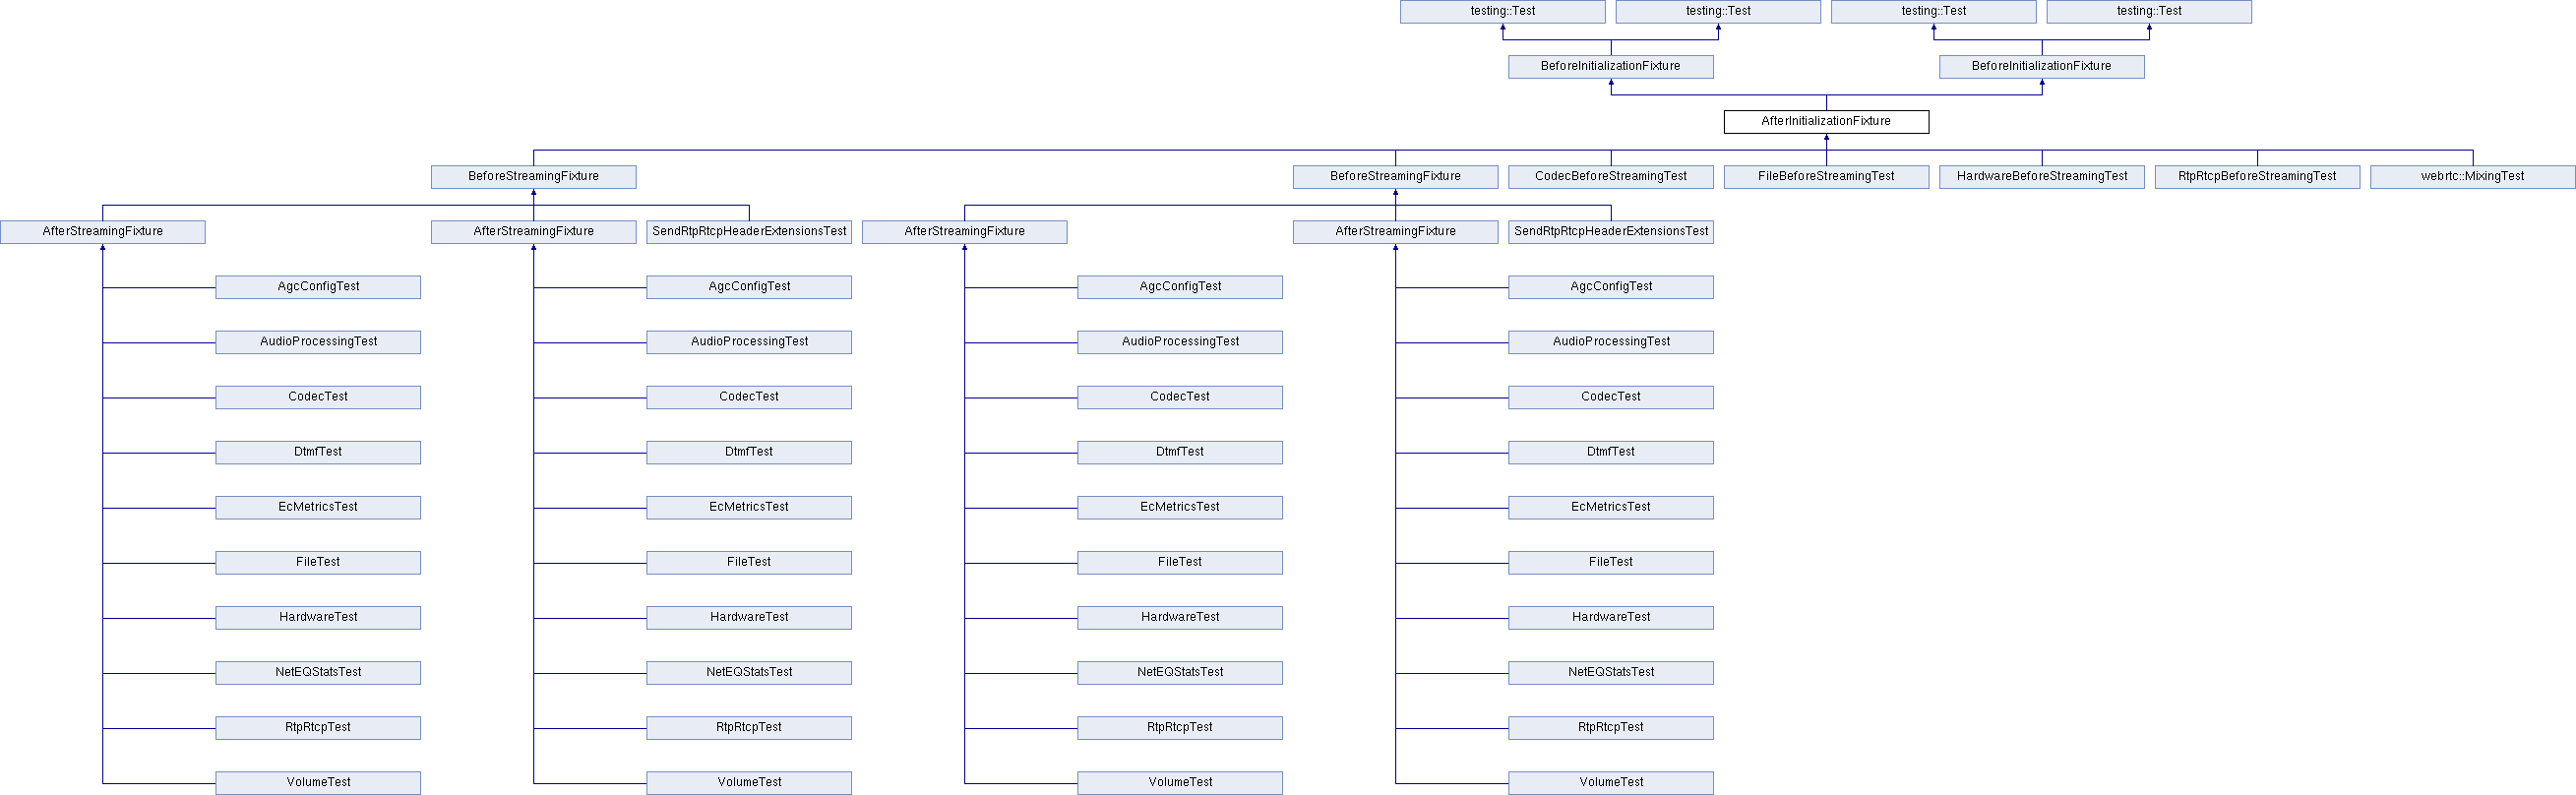 testing::Test testing::Test testing::Test testing::Test
BeforeInitializationFixture BeforeInitializationFixture
AfterInitializationFixture
BeforeStreamingFixture BeforeStreamingFixture CodecBeforeStreamingTest FileBeforeStreamingTest HardwareBeforeStreamingTest RtpRtcpBeforeStreamingTest webrtc::MixingTest
AfterStreamingFixture AfterStreamingFixture SendRtpRtcpHeaderExtensionsTest AfterStreamingFixture AfterStreamingFixture SendRtpRtcpHeaderExtensionsTest
AgcConfigTest AgcConfigTest AgcConfigTest AgcConfigTest
AudioProcessingTest AudioProcessingTest AudioProcessingTest AudioProcessingTest
CodecTest CodecTest CodecTest CodecTest
DtmfTest DtmfTest DtmfTest DtmfTest
EcMetricsTest EcMetricsTest EcMetricsTest EcMetricsTest
FileTest FileTest FileTest FileTest
HardwareTest HardwareTest HardwareTest HardwareTest
NetEQStatsTest NetEQStatsTest NetEQStatsTest NetEQStatsTest
RtpRtcpTest RtpRtcpTest RtpRtcpTest RtpRtcpTest
VolumeTest VolumeTest VolumeTest VolumeTest